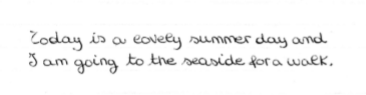 Today is a lovely summer day and
I am going to the seaside for a walk.